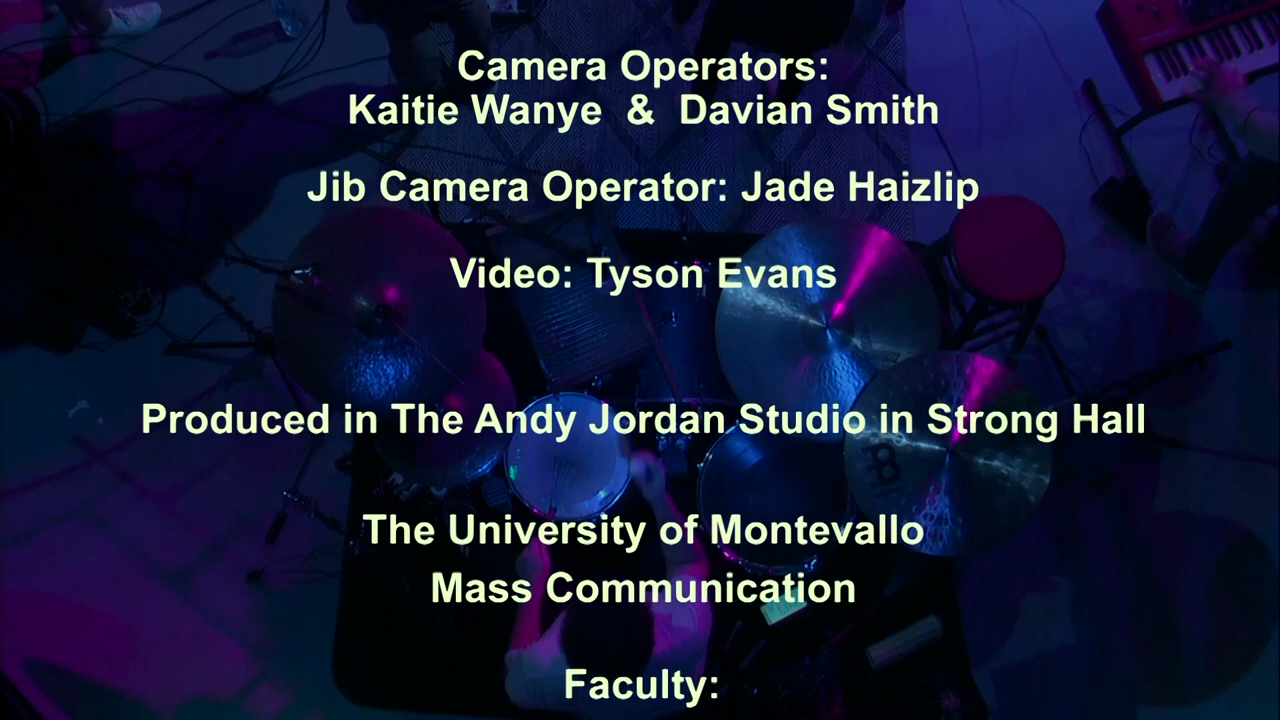 Camera Operators:
Kaitie Wanye & Davian Smith
Jib Camera Operator: Jade Haizlip
Video: Tyson Evans
Produced in The Andy Jordan Studio in Strong Hall
The University of Montevallo
Mass Communication
Faculty: